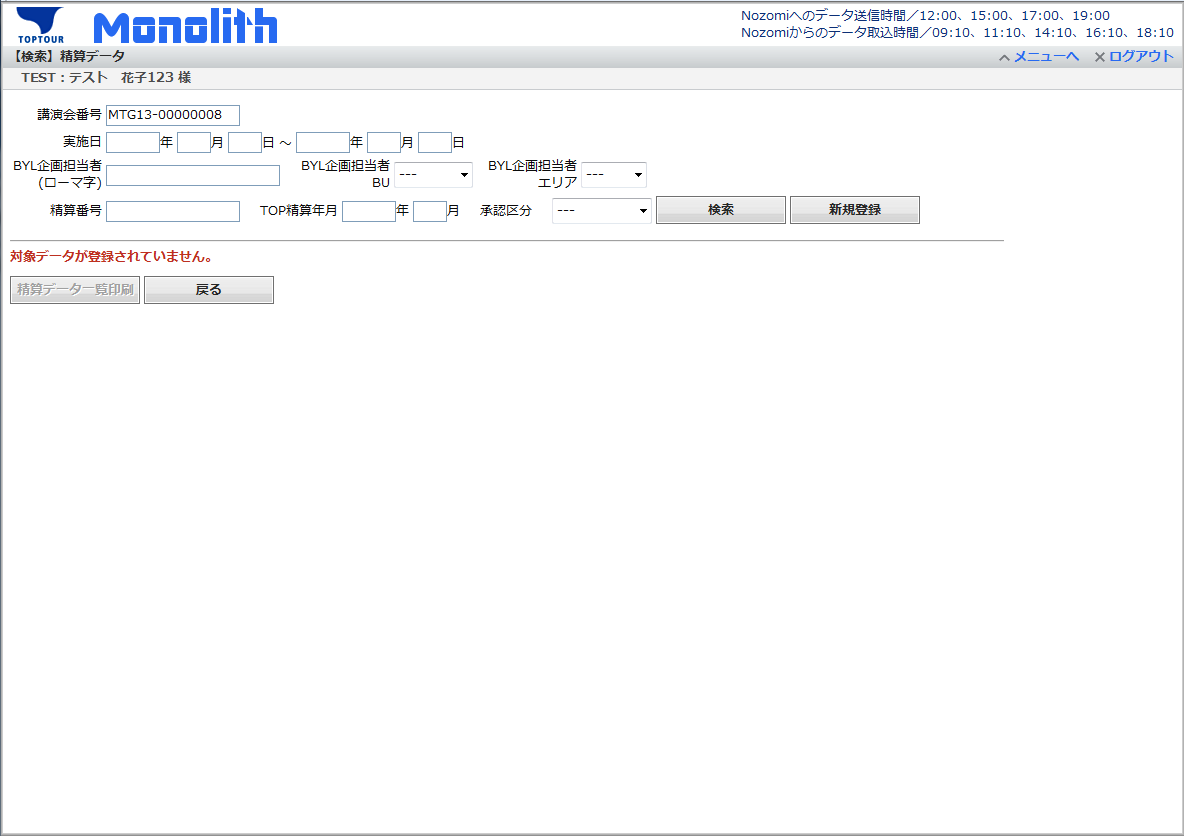 TOPTOUR
Monolith
Nozomiへのデータ送信時間／12:00、15:00、17:00、19:00
Nozomiからのデータ取込時間／09:10、11:10、14:10、16:10、18:10
【検索】精算データ
メニューへ
ログアウト
TEST：テスト　花子123 様
講演会番号 MTG13-00000008
実施日 年 月 日 ～ 年 月 日
BYL企画担当者
(ローマ字)
BYL企画担当者
BU
---
BYL企画担当者
エリア
---
精算番号 TOP精算年月 年 月 承認区分 --- 検索 新規登録
対象データが登録されていません。
精算データ一覧印刷 戻る